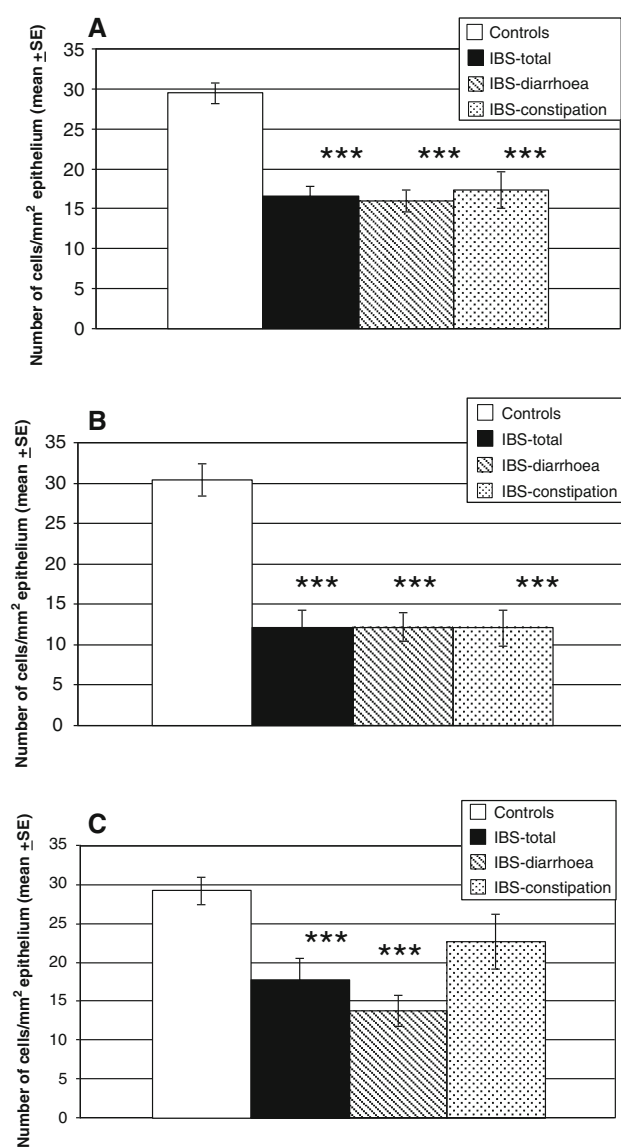 A
Number of cells/mm² epithelium (mean ±SE)
35
30
25
20
15
10
5
0
Controls
IBS-total
IBS-diarrhoea
IBS-constipation
*** *** ***
B
Number of cells/mm² epithelium (mean ±SE)
35
30
25
20
15
10
5
0
Controls
IBS-total
IBS-diarrhoea
IBS-constipation
*** *** ***
C
Number of cells/mm² epithelium (mean ±SE)
35
30
25
20
15
10
5
0
Controls
IBS-total
IBS-diarrhoea
IBS-constipation
*** ***